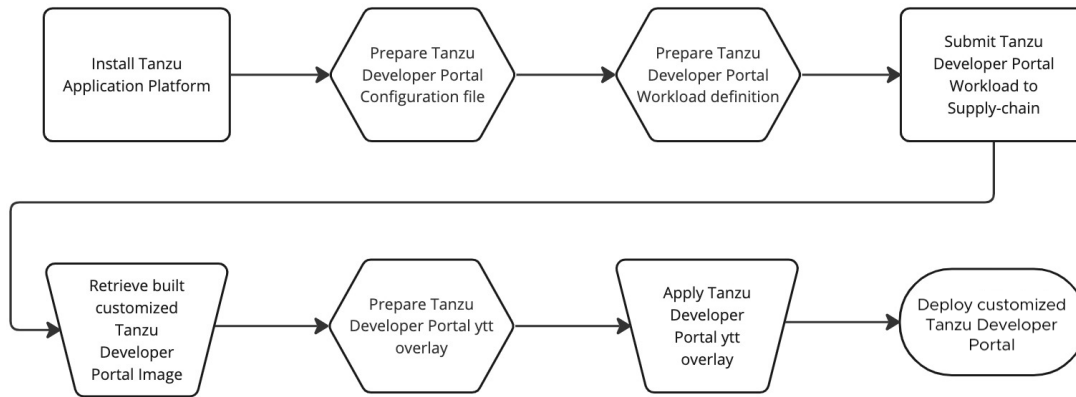 Install Tanzu
Application Platform
Prepare Tanzu
Developer Portal
Configuration file
Prepare Tanzu
Developer Portal
Workload definition
Submit Tanzu
Developer Portal
Workload to
Supply-chain
Retrieve built
customized
Tanzu
Developer
Portal Image
Prepare Tanzu
Developer Portal ytt
overlay
Apply Tanzu
Developer
Portal ytt
overlay
Deploy customized
Tanzu Developer
Portal